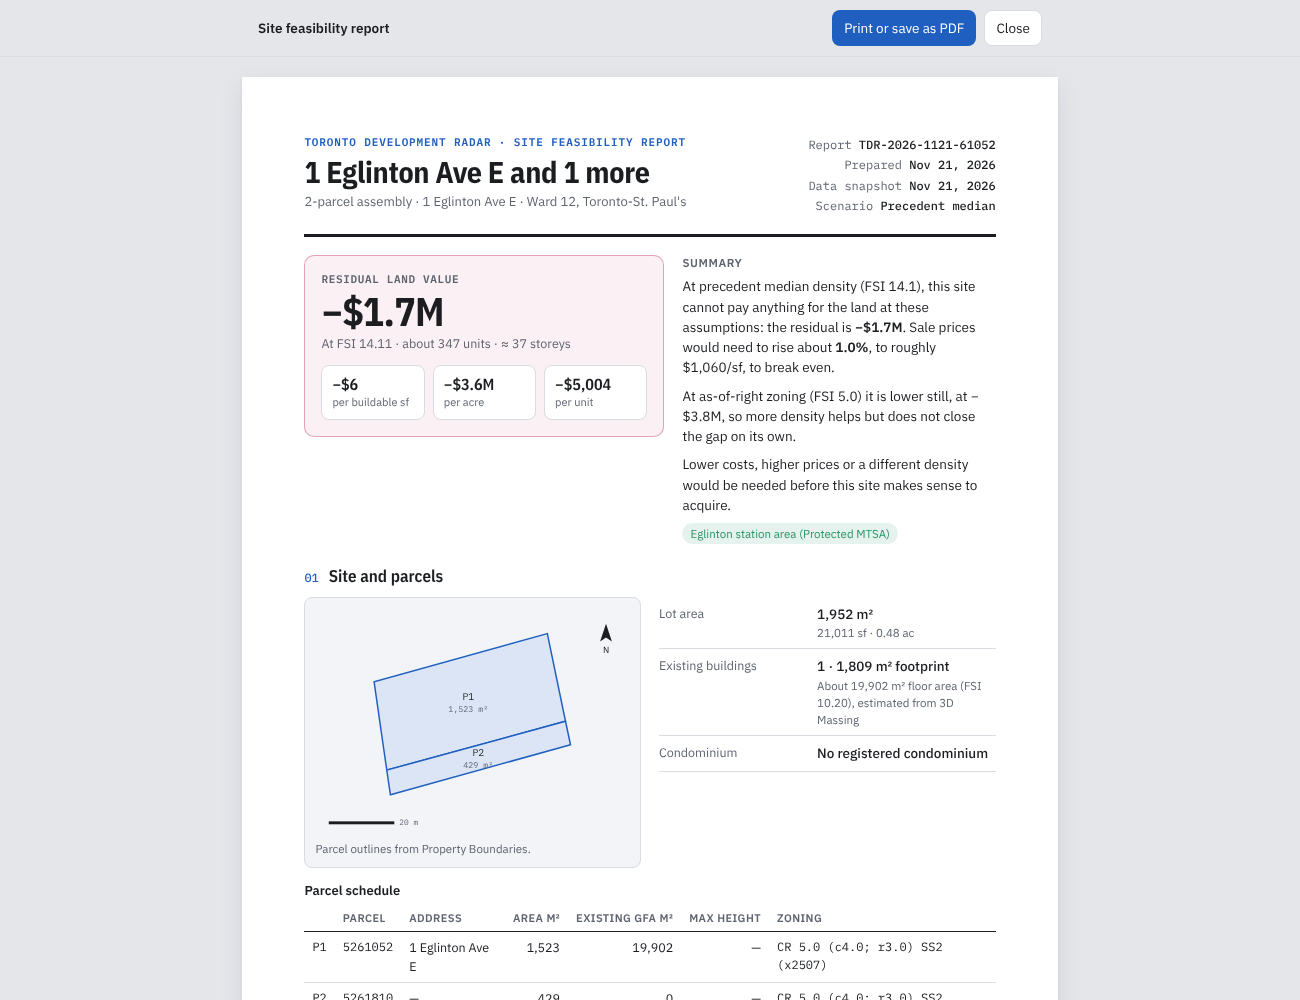 Site feasibility report
Print or save as PDF
Close
TORONTO DEVELOPMENT RADAR · SITE FEASIBILITY REPORT
1 Eglinton Ave E and 1 more
2-parcel assembly · 1 Eglinton Ave E · Ward 12, Toronto-St. Paul's
Report TDR-2026-1121-61052
Prepared Nov 21, 2026
Data snapshot Nov 21, 2026
Scenario Precedent median
RESIDUAL LAND VALUE
−$1.7M
At FSI 14.11 · about 347 units · ≈ 37 storeys
−$6
per buildable sf
−$3.6M
per acre
−$5,004
per unit
SUMMARY
At precedent median density (FSI 14.1), this site
cannot pay anything for the land at these
assumptions: the residual is −$1.7M. Sale prices
would need to rise about 1.0%, to roughly
$1,060/sf, to break even.
At as-of-right zoning (FSI 5.0) it is lower still, at −
$3.8M, so more density helps but does not close
the gap on its own.
Lower costs, higher prices or a different density
would be needed before this site makes sense to
acquire.
Eglinton station area (Protected MTSA)
01 Site and parcels
N
P1
1,523 m²
P2
429 m²
20 m
Parcel outlines from Property Boundaries.
Lot area
1,952 m²
21,011 sf · 0.48 ac
Existing buildings
1 · 1,809 m² footprint
About 19,902 m² floor area (FSI
10.20), estimated from 3D
Massing
Condominium
No registered condominium
Parcel schedule
PARCEL ADDRESS AREA M² EXISTING GFA M² MAX HEIGHT ZONING
P1 5261052 1 Eglinton Ave 1,523 19,902 — CR 5.0 (c4.0; r3.0) SS2
E (x2507)
P2 5261810 — 429 0 — CR 5.0 (c4.0; r3.0) SS2